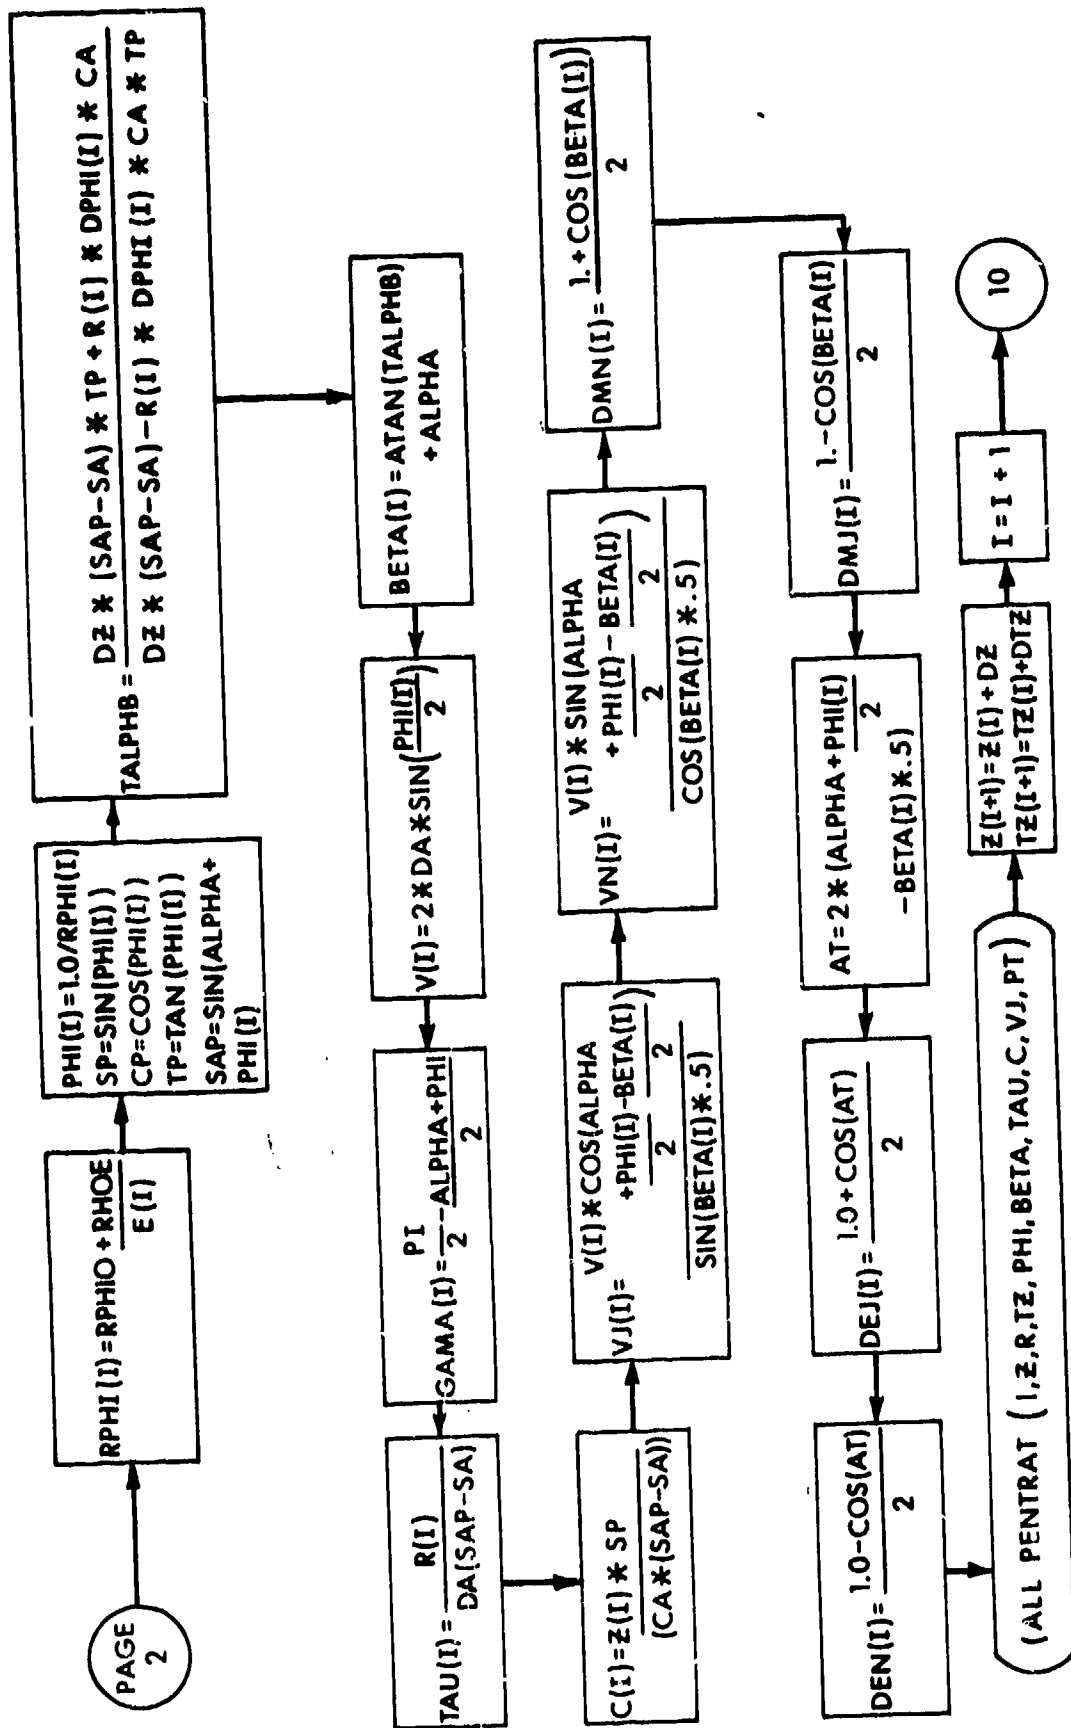 PAGE
2
RPHI(I)=RPHIO+RHOE
E(I)
PHI(I)=1.0/RPHI(I)
SP=SIN(PHI(I))
CP=COS(PHI(I))
TP=TAN(PHI(I))
SAP=SIN(ALPHA+
PHI(I)
TALPHB = DZ * (SAP-SA) * TP + R(I) * DPHI(I) * CA
DZ * (SAP-SA)-R(I) * DPHI(I) * CA * TP
BETA(I)=ATAN(TALPHB)
+ALPHA
V(I)=2*DA*SIN(PHI(I))
2
GAMA(I)=PI-ALPHA+PHI
2 2
TAU(I)= R(I)
DA(SAP-SA)
C(I)=Z(I) * SP
(CA*(SAP-SA))
VJ(I)= V(I)*COS(ALPHA
+PHI(I)-BETA(I))
2 2
SIN(BETA(I)*.5)
VN(I)= V(I)* SIN(ALPHA
+PHI(I)-BETA(I))
2 2
COS(BETA(I)*.5)
DMN(I)= 1.+COS(BETA(I))
2
DMJ(I)= 1.-COS(BETA(I)
2
AT=2*(ALPHA+PHI(I)
2
-BETA(I)*.5)
DEJ(I)= 1.0+COS(AT)
2
DEN(I)= 1.0-COS(AT)
2
(ALL PENTRAT (I,Z,R,TZ,PHI,BETA,TAU,C,VJ,PT)
Z(I+1)=Z(I)+DZ
TZ(I+1)=TZ(I)+DTZ
I=I+1
10